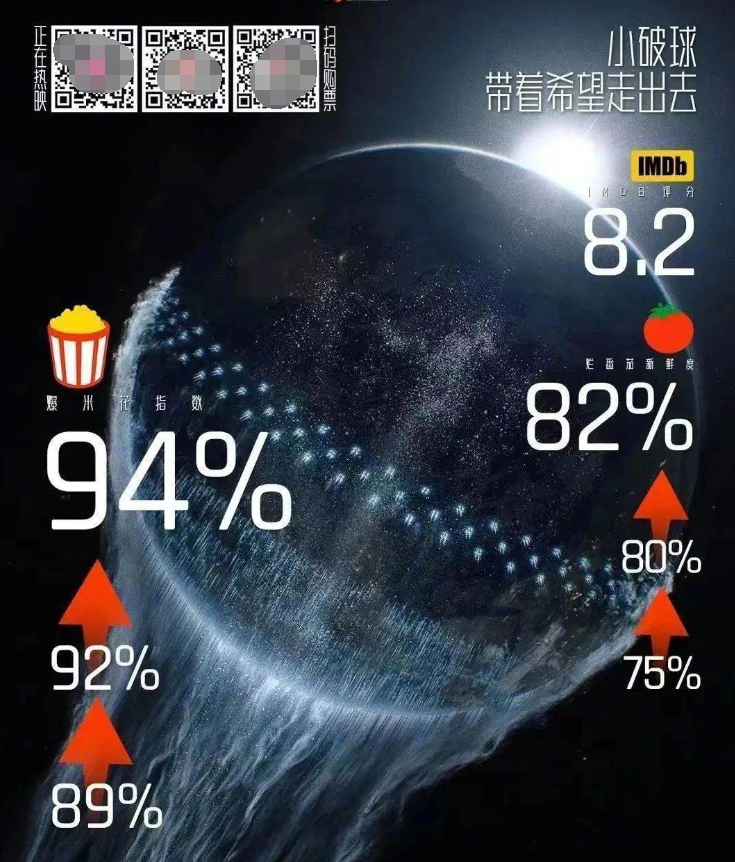 正在热映
扫码购票
小破球
带着希望走出去
IMDb
IMDB评分
8.2
烂番茄新鲜度
82%
80%
75%
爆米花指数
94%
92%
89%